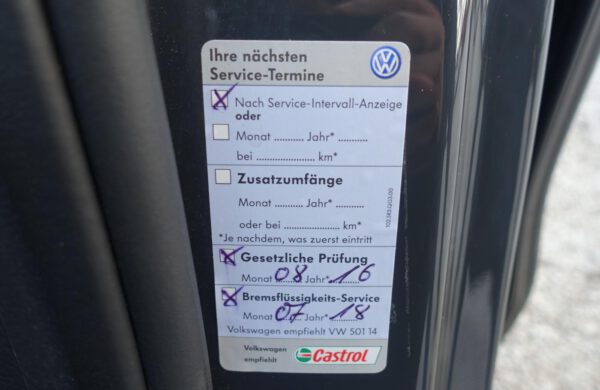 Ihre nächsten
Service-Termine
Nach Service-Intervall-Anzeige
oder
Monat .......... Jahr* ..........
bei .................... km*
Zusatzumfänge
Monat .......... Jahr* ..........
oder bei .................... km*
*Je nachdem, was zuerst eintritt
Gesetzliche Prüfung
Monat 08 Jahr* 16
Bremsflüssigkeits-Service
Monat 07 Jahr* 18
Volkswagen empfiehlt VW 501 14
Volkswagen
empfiehlt
Castrol